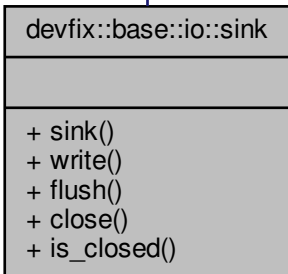 devfix::base::io::sink
+ sink()
+ write()
+ flush()
+ close()
+ is_closed()